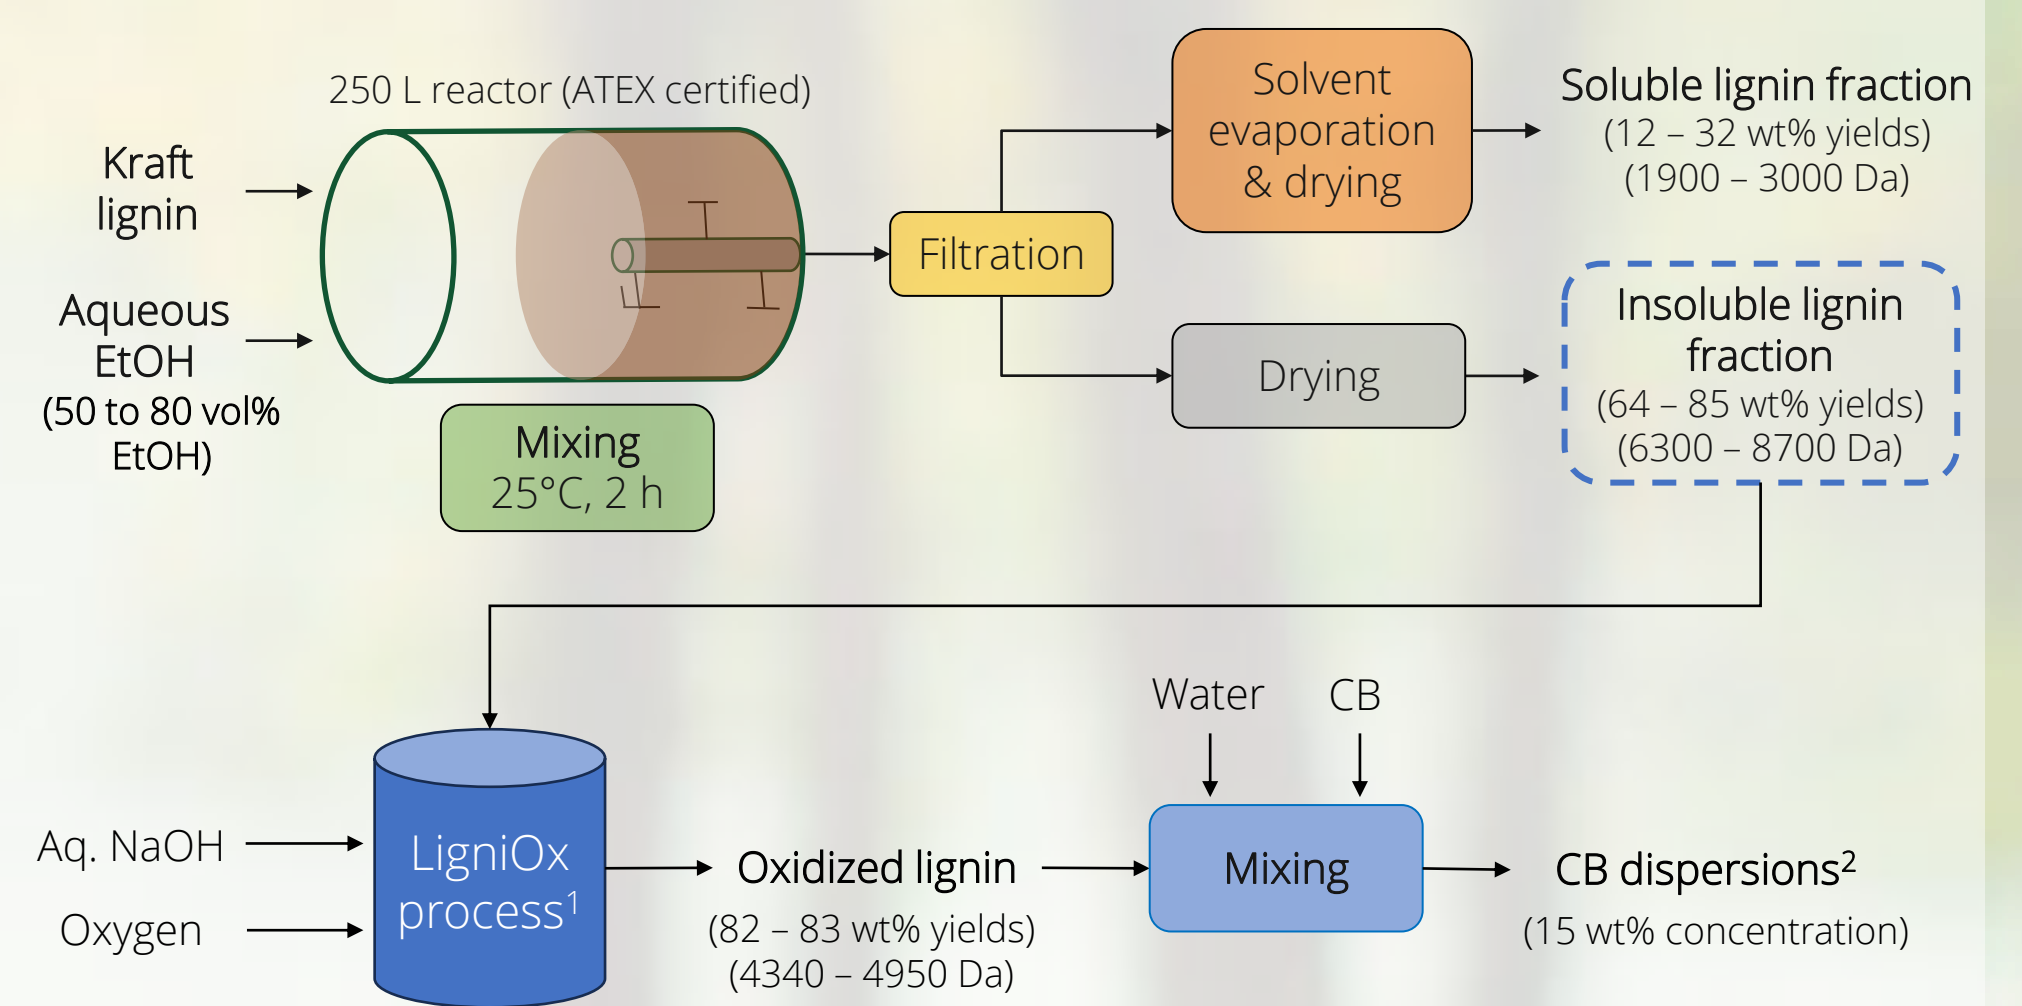 250 L reactor (ATEX certified)
Kraft
lignin
Aqueous
EtOH
(50 to 80 vol%
EtOH)
Mixing
25°C, 2 h
Filtration
Solvent
evaporation
& drying
Soluble lignin fraction
(12 – 32 wt% yields)
(1900 – 3000 Da)
Drying
Insoluble lignin
fraction
(64 – 85 wt% yields)
(6300 – 8700 Da)
Aq. NaOH
Oxygen
LigniOx
process¹
Oxidized lignin
(82 – 83 wt% yields)
(4340 – 4950 Da)
Water
CB
Mixing
CB dispersions²
(15 wt% concentration)